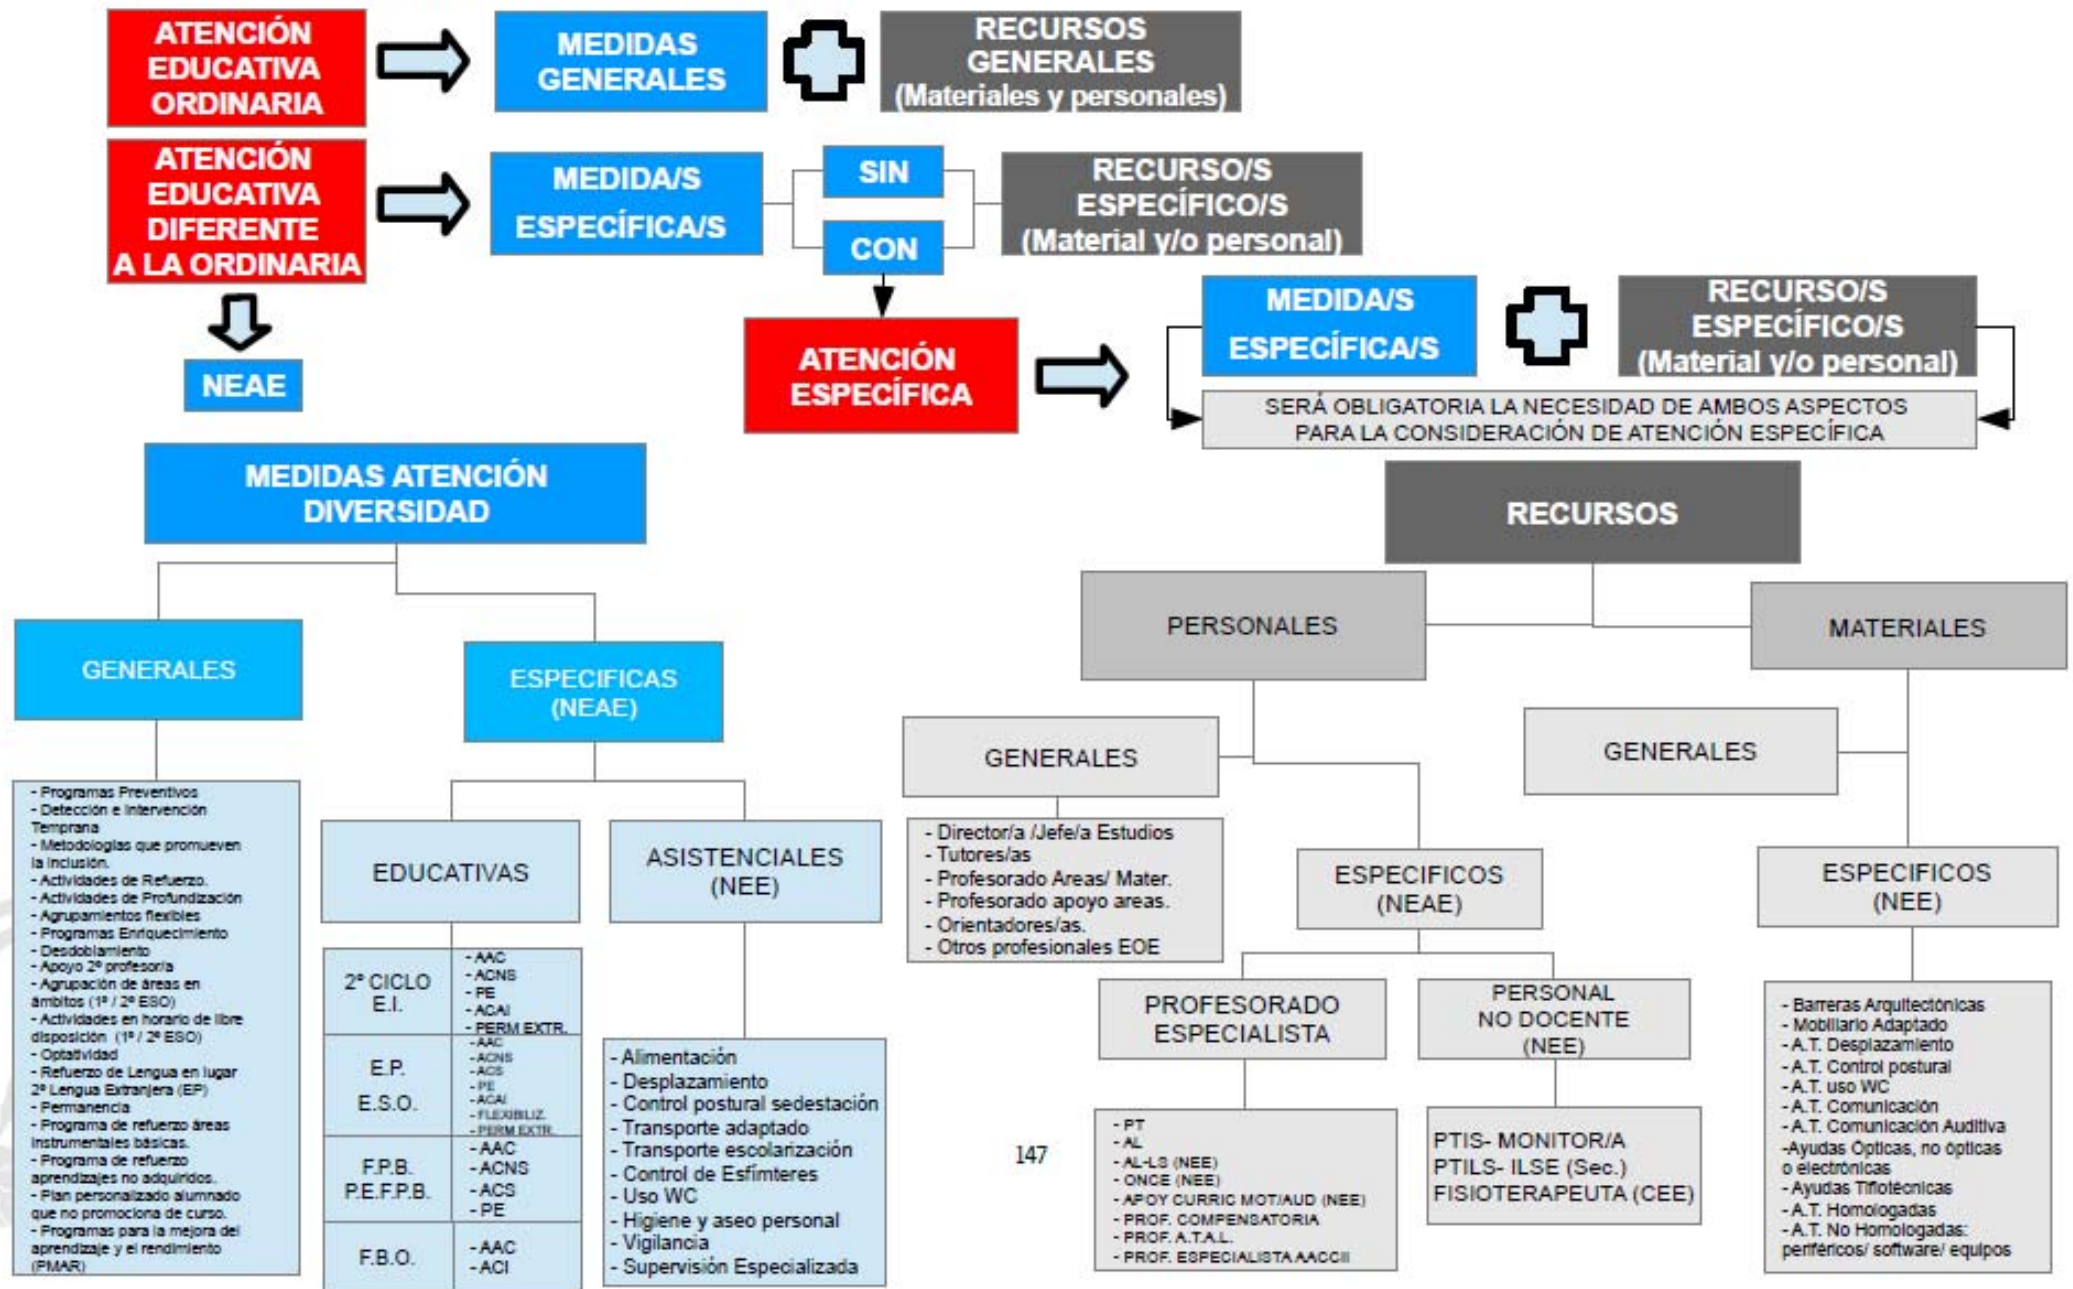 ATENCIÓN
EDUCATIVA
ORDINARIA
MEDIDAS
GENERALES
RECURSOS
GENERALES
(Materiales y personales)
ATENCIÓN
EDUCATIVA
DIFERENTE
A LA ORDINARIA
MEDIDA/S
ESPECÍFICA/S
SIN
CON
RECURSO/S
ESPECÍFICO/S
(Material y/o personal)
NEAE
ATENCIÓN
ESPECÍFICA
MEDIDA/S
ESPECÍFICA/S
RECURSO/S
ESPECÍFICO/S
(Material y/o personal)
SERÁ OBLIGATORIA LA NECESIDAD DE AMBOS ASPECTOS
PARA LA CONSIDERACIÓN DE ATENCIÓN ESPECÍFICA
MEDIDAS ATENCIÓN
DIVERSIDAD
GENERALES
ESPECIFICAS
(NEAE)
- Programas Preventivos
- Detección e Intervención
Temprana
- Metodologías que promueven
la Inclusión.
- Actividades de Refuerzo.
- Actividades de Profundización
- Agrupamientos flexibles
- Programas Enriquecimiento
- Desdoblamiento
- Apoyo 2º profesor/a
- Agrupación de áreas en
ámbitos (1º / 2º ESO)
- Actividades en horario de libre
disposición (1º / 2º ESO)
- Optatividad
- Refuerzo de Lengua en lugar
2º Lengua Extranjera (EP)
- Permanencia
- Programa de refuerzo áreas
Instrumentales básicas.
- Programa de refuerzo
aprendizajes no adquiridos.
- Plan personalizado alumnado
que no promociona de curso.
- Programas para la mejora del
aprendizaje y el rendimiento
(PMAR)
EDUCATIVAS
2º CICLO
E.I.
- AAC
- ACNS
- PE
- ACAI
- PERM EXTR.
E.P.
E.S.O.
- AAC
- ACNS
- ACS
- PE
- ACAI
- FLEXIBILIZ.
- PERM EXTR.
F.P.B.
P.E.F.P.B.
- AAC
- ACNS
- ACS
- PE
F.B.O.
- AAC
- ACI
ASISTENCIALES
(NEE)
- Alimentación
- Desplazamiento
- Control postural sedestación
- Transporte adaptado
- Transporte escolarización
- Control de Esfímteres
- Uso WC
- Higiene y aseo personal
- Vigilancia
- Supervisión Especializada
RECURSOS
PERSONALES
MATERIALES
GENERALES
- Director/a /Jefe/a Estudios
- Tutores/as
- Profesorado Areas/ Mater.
- Profesorado apoyo areas.
- Orientadores/as.
- Otros profesionales EOE
ESPECIFICOS
(NEAE)
PROFESORADO
ESPECIALISTA
- PT
- AL
- AL-LS (NEE)
- ONCE (NEE)
- APOY CURRIC MOT/AUD (NEE)
- PROF. COMPENSATORIA
- PROF. A.T.A.L.
- PROF. ESPECIALISTA AACCII
PERSONAL
NO DOCENTE
(NEE)
PTIS- MONITOR/A
PTILS- ILSE (Sec.)
FISIOTERAPEUTA (CEE)
GENERALES
ESPECIFICOS
(NEE)
- Barreras Arquitectónicas
- Mobiliario Adaptado
- A.T. Desplazamiento
- A.T. Control postural
- A.T. uso WC
- A.T. Comunicación
- A.T. Comunicación Auditiva
-Ayudas Ópticas, no ópticas
o electrónicas
- Ayudas Tiflotécnicas
- A.T. Homologadas
- A.T. No Homologadas:
periféricos/ software/ equipos
147